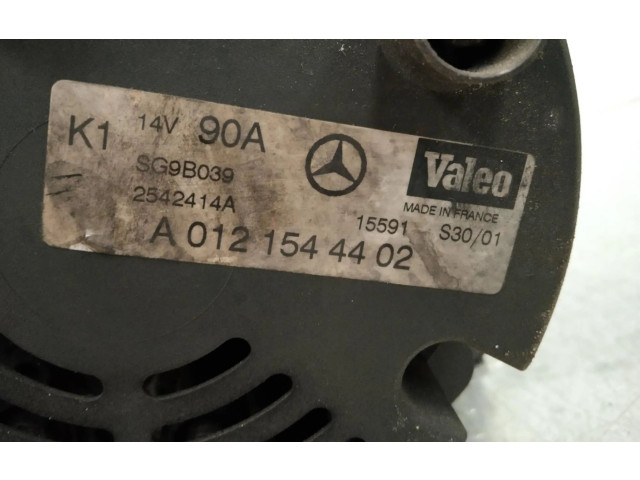 K1 14V 90A
SG9B039
2542414A
A 012 154 44 02
Valeo
MADE IN FRANCE
15591 S30/01